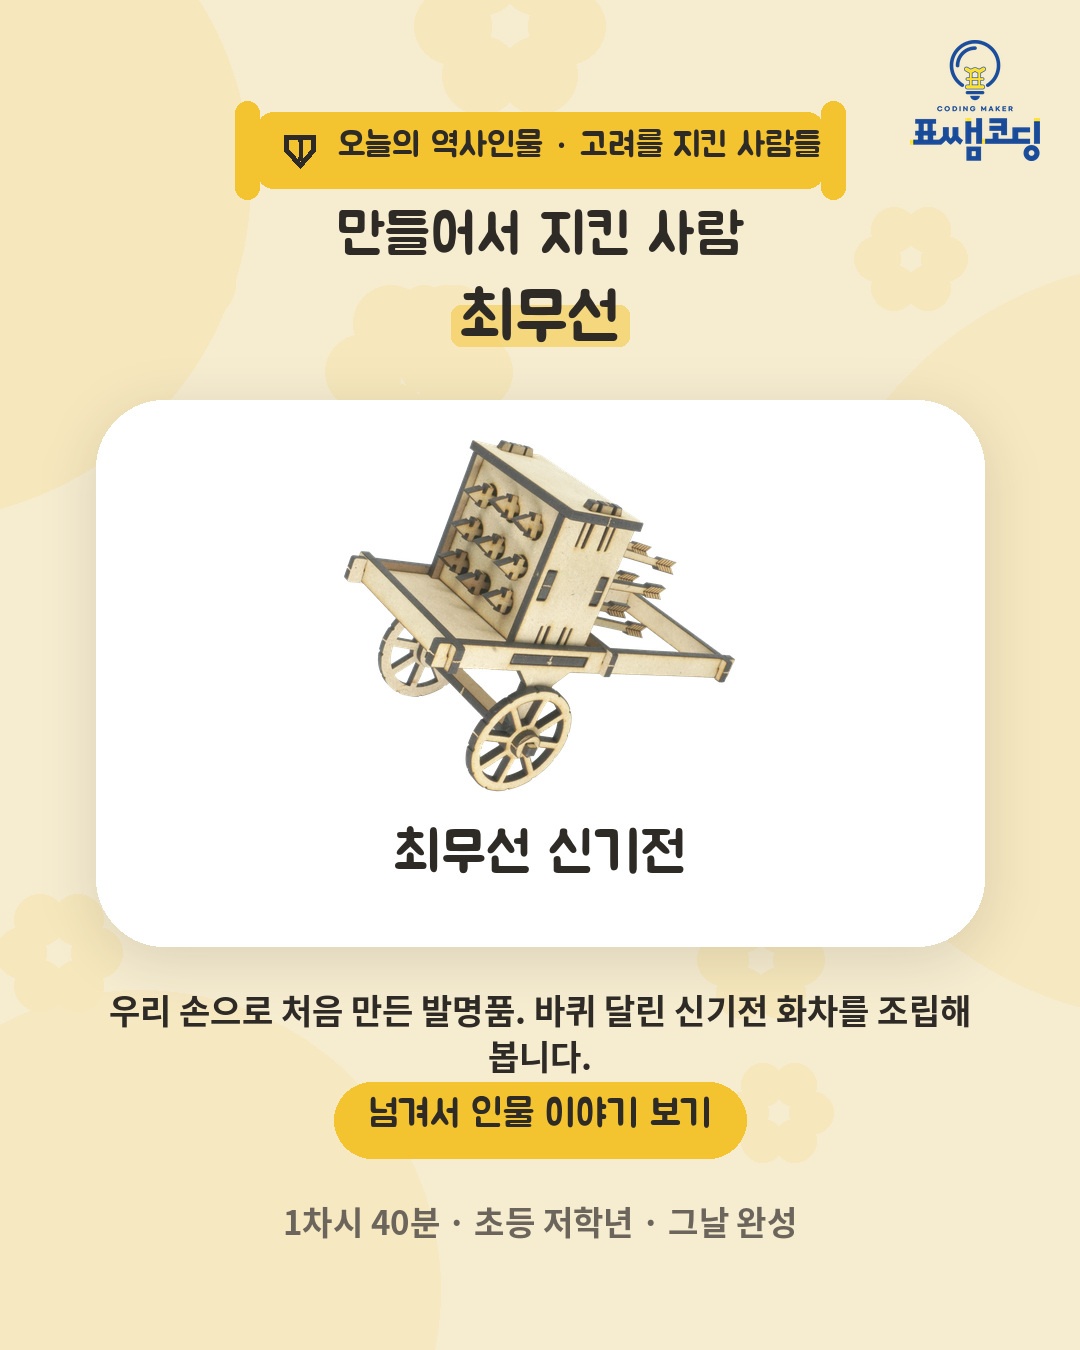 CODING MAKER
표쌤코딩
오늘의 역사인물 · 고려를 지킨 사람들
만들어서 지킨 사람
최무선
최무선 신기전
우리 손으로 처음 만든 발명품. 바퀴 달린 신기전 화차를 조립해
봅니다.
넘겨서 인물 이야기 보기
1차시 40분 · 초등 저학년 · 그날 완성